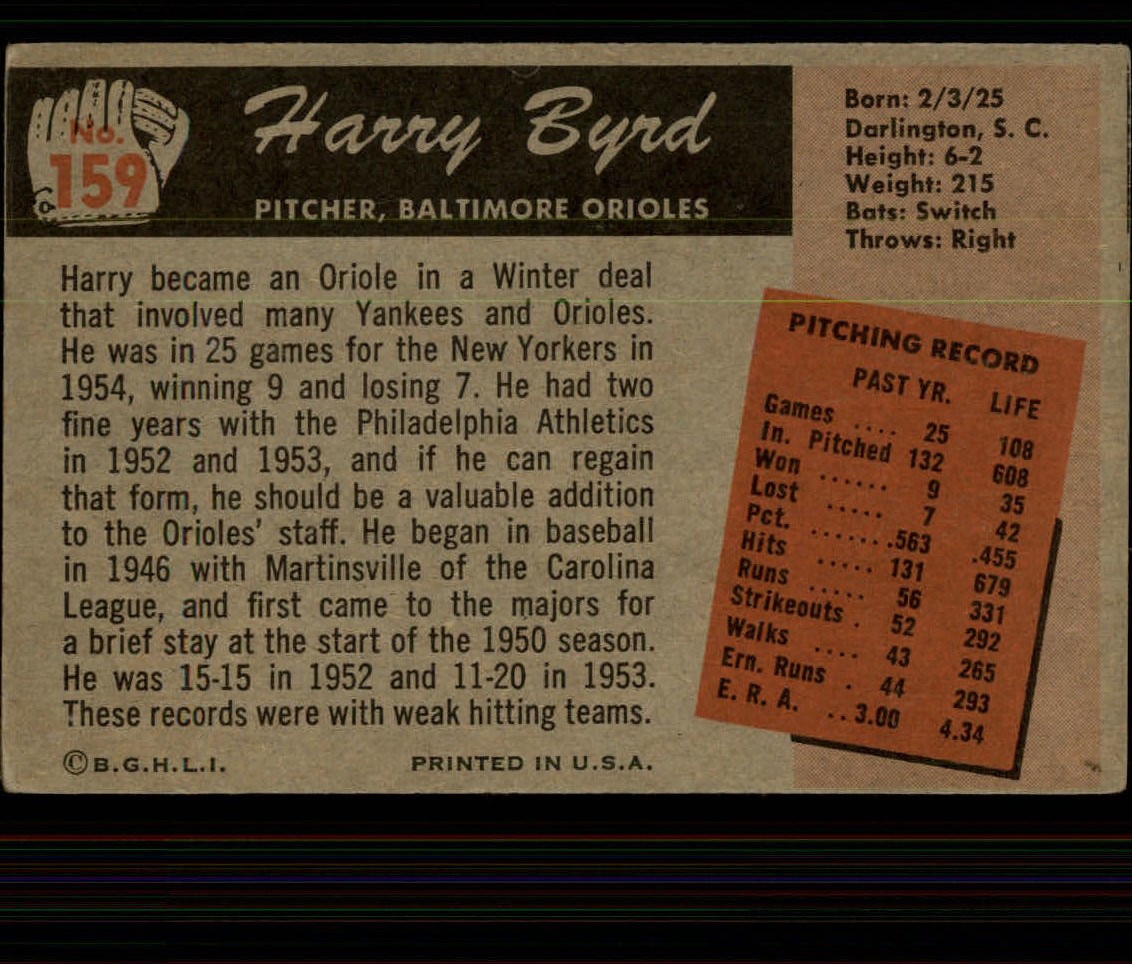 No.
159
Harry Byrd
PITCHER, BALTIMORE ORIOLES
Born: 2/3/25
Darlington, S. C.
Height: 6-2
Weight: 215
Bats: Switch
Throws: Right
Harry became an Oriole in a Winter deal
that involved many Yankees and Orioles.
He was in 25 games for the New Yorkers in
1954, winning 9 and losing 7. He had two
fine years with the Philadelphia Athletics
in 1952 and 1953, and if he can regain
that form, he should be a valuable addition
to the Orioles' staff. He began in baseball
in 1946 with Martinsville of the Carolina
League, and first came to the majors for
a brief stay at the start of the 1950 season.
He was 15-15 in 1952 and 11-20 in 1953.
These records were with weak hitting teams.
© B.G.H.L.I. PRINTED IN U.S.A.
PITCHING RECORD
PAST YR. LIFE
Games .... 25 108
In. Pitched 132 608
Won ...... 9 35
Lost ..... 7 42
Pct. .......563 .455
Hits ..... 131 679
Runs ..... 56 331
Strikeouts . 52 292
Walks .... 43 265
Ern. Runs . 44 293
E. R. A. ..3.00 4.34